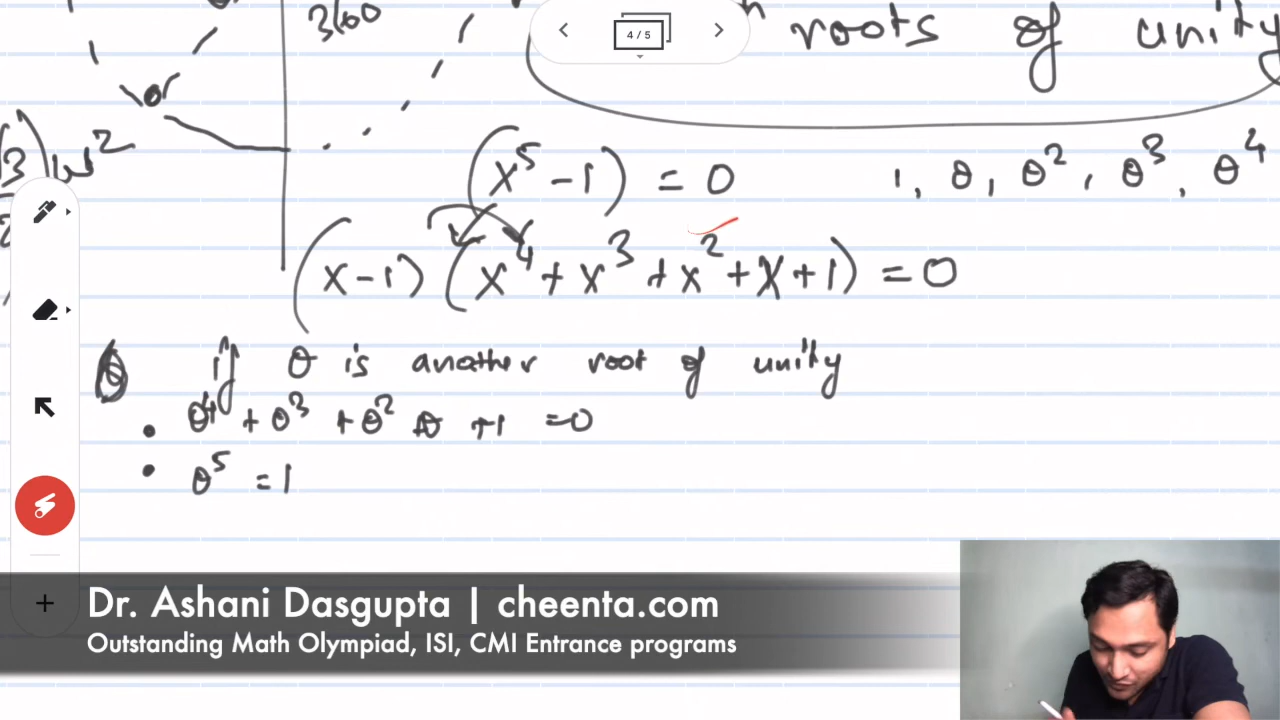 3/60
4 / 5
roots of unity
or
ω²
(x⁵ - 1) = 0
1, θ, θ², θ³, θ⁴
(x-1) (x⁴ + x³ + x² + x + 1) = 0
if θ is another root of unity
• θ⁴ + θ³ + θ² + θ + 1 = 0
• θ⁵ = 1
Dr. Ashani Dasgupta | cheenta.com
Outstanding Math Olympiad, ISI, CMI Entrance programs